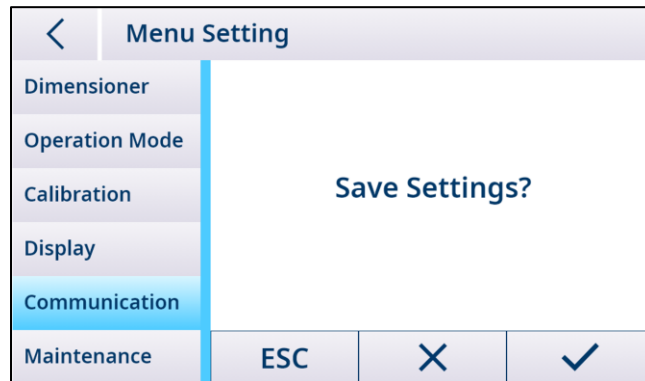 Menu Setting
Dimensioner
Operation Mode
Calibration
Display
Communication
Maintenance
Save Settings?
ESC